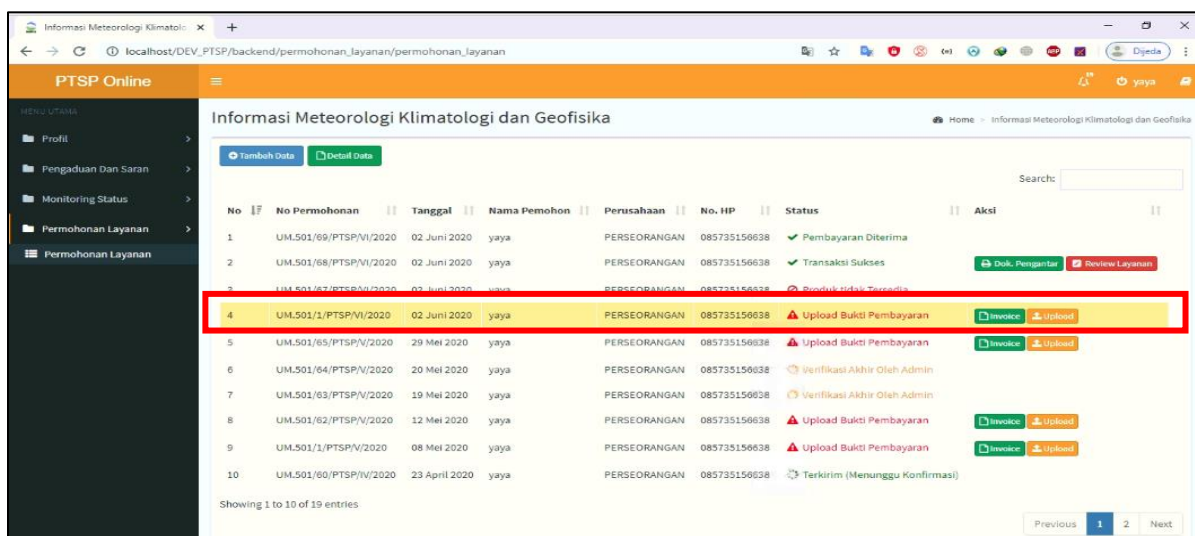 Informasi Meteorologi Klimatolo
localhost/DEV_PTSP/backend/permohonan_layanan/permohonan_layanan
Dijeda
PTSP Online
yaya
MENU UTAMA
Profil
Pengaduan Dan Saran
Monitoring Status
Permohonan Layanan
Permohonan Layanan
Informasi Meteorologi Klimatologi dan Geofisika
Home > Informasi Meteorologi Klimatologi dan Geofisika
Tambah Data Detail Data
Search:
No No Permohonan Tanggal Nama Pemohon Perusahaan No. HP Status Aksi
1 UM.501/69/PTSP/VI/2020 02 Juni 2020 yaya PERSEORANGAN 085735156638 Pembayaran Diterima
2 UM.501/68/PTSP/VI/2020 02 Juni 2020 yaya PERSEORANGAN 085735156638 Transaksi Sukses Dok. Pengantar Review Layanan
3 UM.501/67/PTSP/VI/2020 02 Juni 2020 yaya PERSEORANGAN 085735156638 Produk tidak Tersedia
4 UM.501/1/PTSP/VI/2020 02 Juni 2020 yaya PERSEORANGAN 085735156638 Upload Bukti Pembayaran Invoice Upload
5 UM.501/65/PTSP/V/2020 29 Mei 2020 yaya PERSEORANGAN 085735156638 Upload Bukti Pembayaran Invoice Upload
6 UM.501/64/PTSP/V/2020 20 Mei 2020 yaya PERSEORANGAN 085735156638 Verifikasi Akhir Oleh Admin
7 UM.501/63/PTSP/V/2020 19 Mei 2020 yaya PERSEORANGAN 085735156638 Verifikasi Akhir Oleh Admin
8 UM.501/62/PTSP/V/2020 12 Mei 2020 yaya PERSEORANGAN 085735156638 Upload Bukti Pembayaran Invoice Upload
9 UM.501/1/PTSP/V/2020 08 Mei 2020 yaya PERSEORANGAN 085735156638 Upload Bukti Pembayaran Invoice Upload
10 UM.501/60/PTSP/IV/2020 23 April 2020 yaya PERSEORANGAN 085735156638 Terkirim (Menunggu Konfirmasi)
Showing 1 to 10 of 19 entries
Previous 1 2 Next